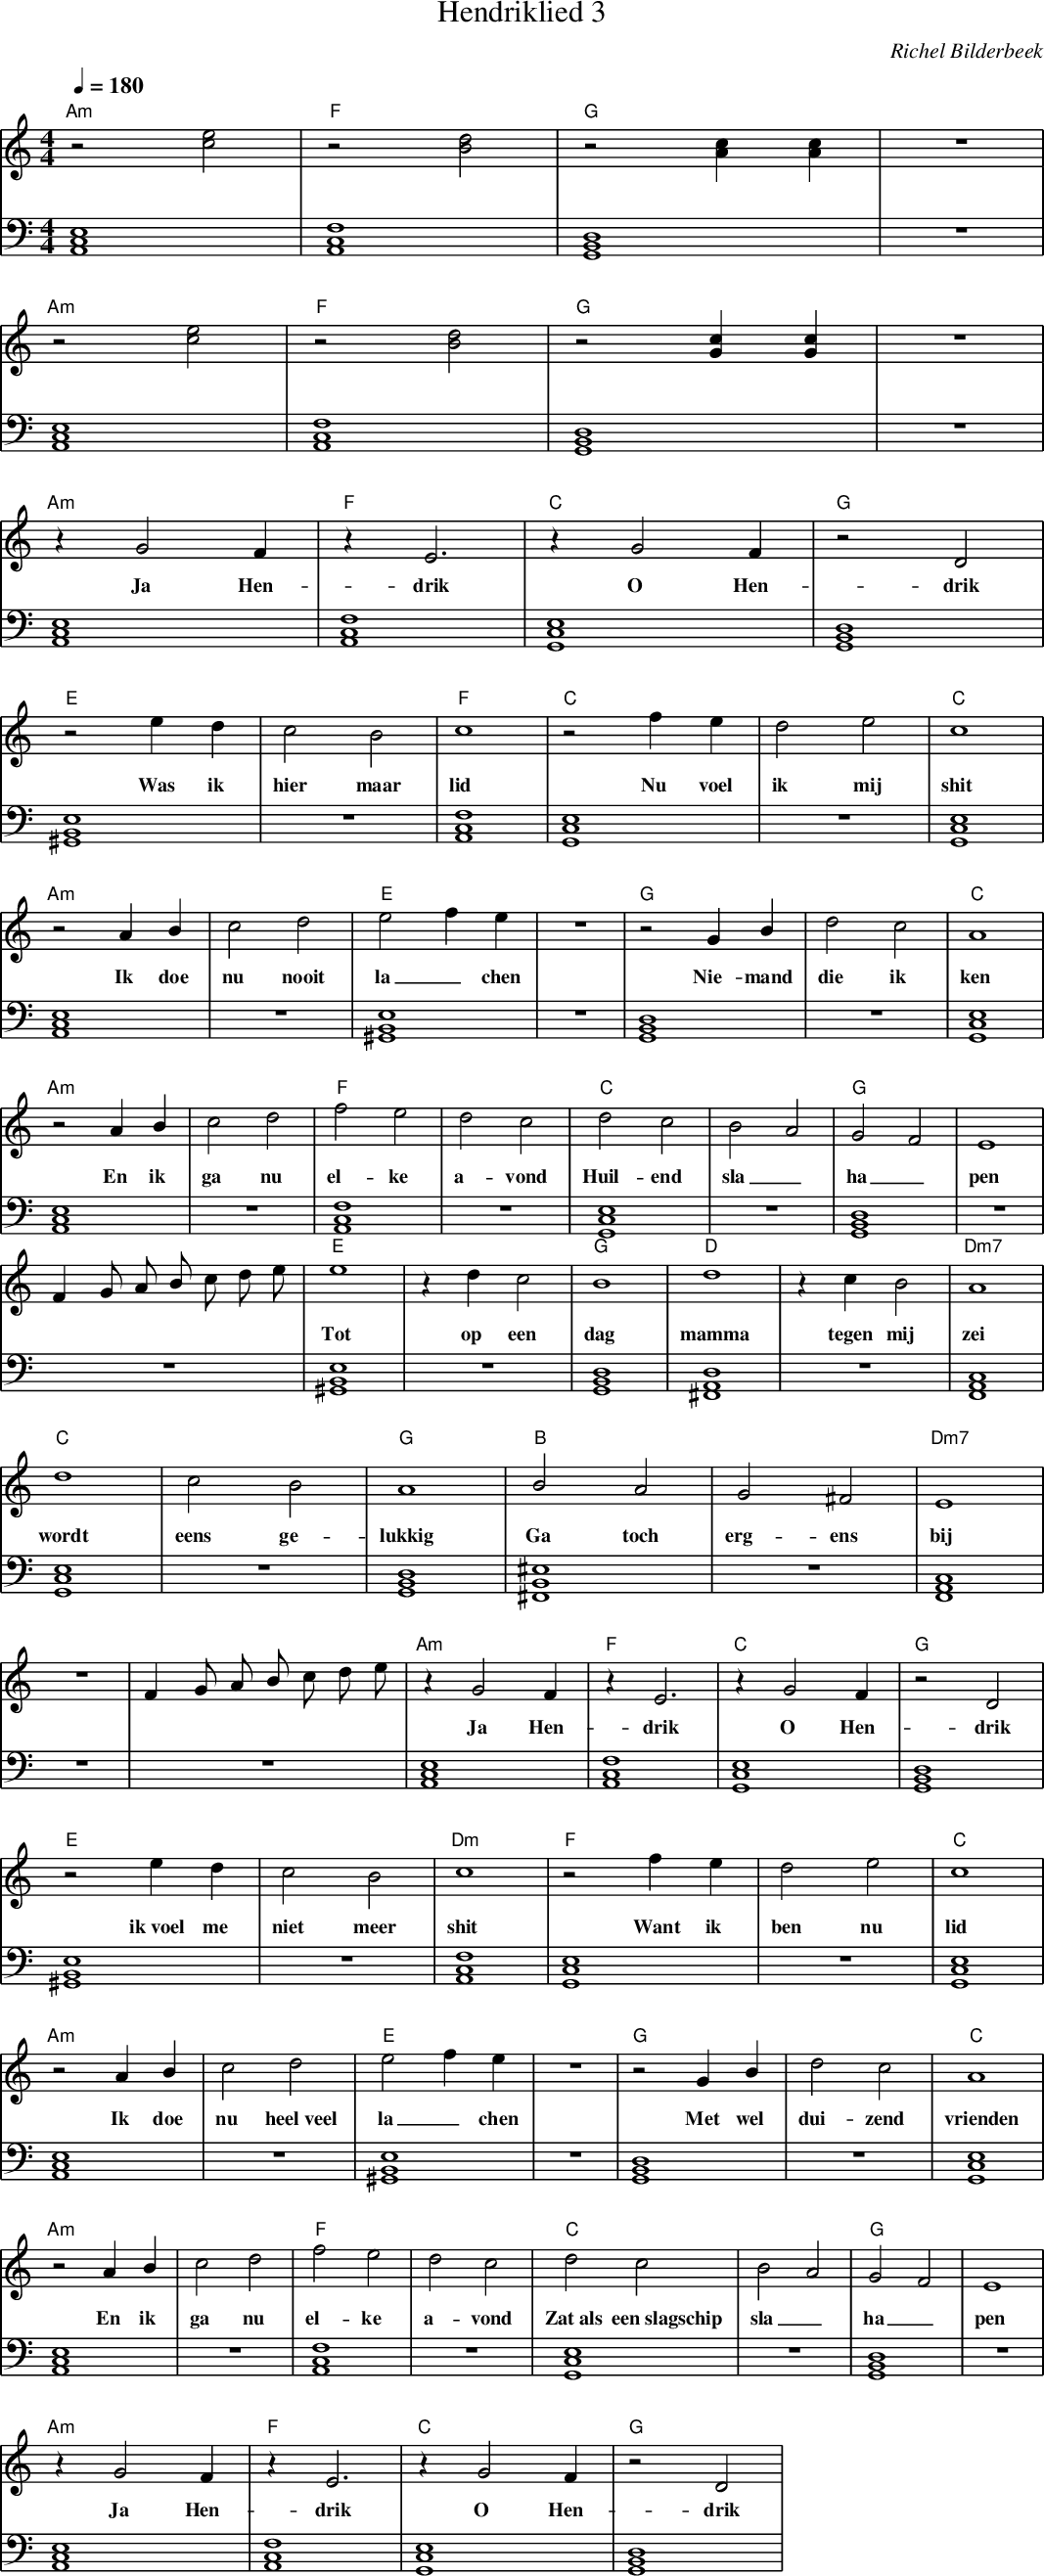 Hendriklied 3
Richel Bilderbeek
= 180
Am F G
4 4
4 4
Am F G
Am F C G
Ja Hen - drik O Hen - drik
E F C C
Was ik hier maar lid Nu voel ik mij shit
Am E G C
Ik doe nu nooit la _ chen Nie - mand die ik ken
Am F C G
En ik ga nu el - ke a - vond Huil - end sla _ ha _ pen
E G D Dm7
Tot op een dag mamma tegen mij zei
C G B Dm7
wordt eens ge - lukkig Ga toch erg - ens bij
Am F C G
Ja Hen - drik O Hen - drik
E Dm F C
ik voel me niet meer shit Want ik ben nu lid
Am E G C
Ik doe nu heel veel la _ chen Met wel dui - zend vrienden
Am F C G
En ik ga nu el - ke a - vond Zat als een slagschip sla _ ha _ pen
Am F C G
Ja Hen - drik O Hen - drik